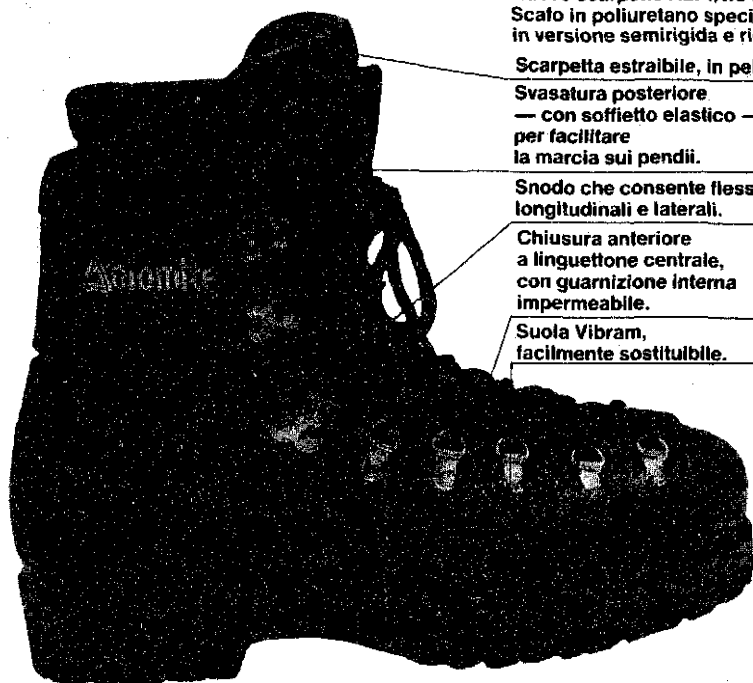 Scafo in poliuretano speci
in versione semirigida e ri
Scarpetta estraibile, in pe
Svasatura posteriore
— con soffietto elastico —
per facilitare
la marcia sui pendii.
Snodo che consente fless
longitudinali e laterali.
Chiusura anteriore
a linguettone centrale,
con guarnizione interna
impermeabile.
Suola Vibram,
facilmente sostituibile.